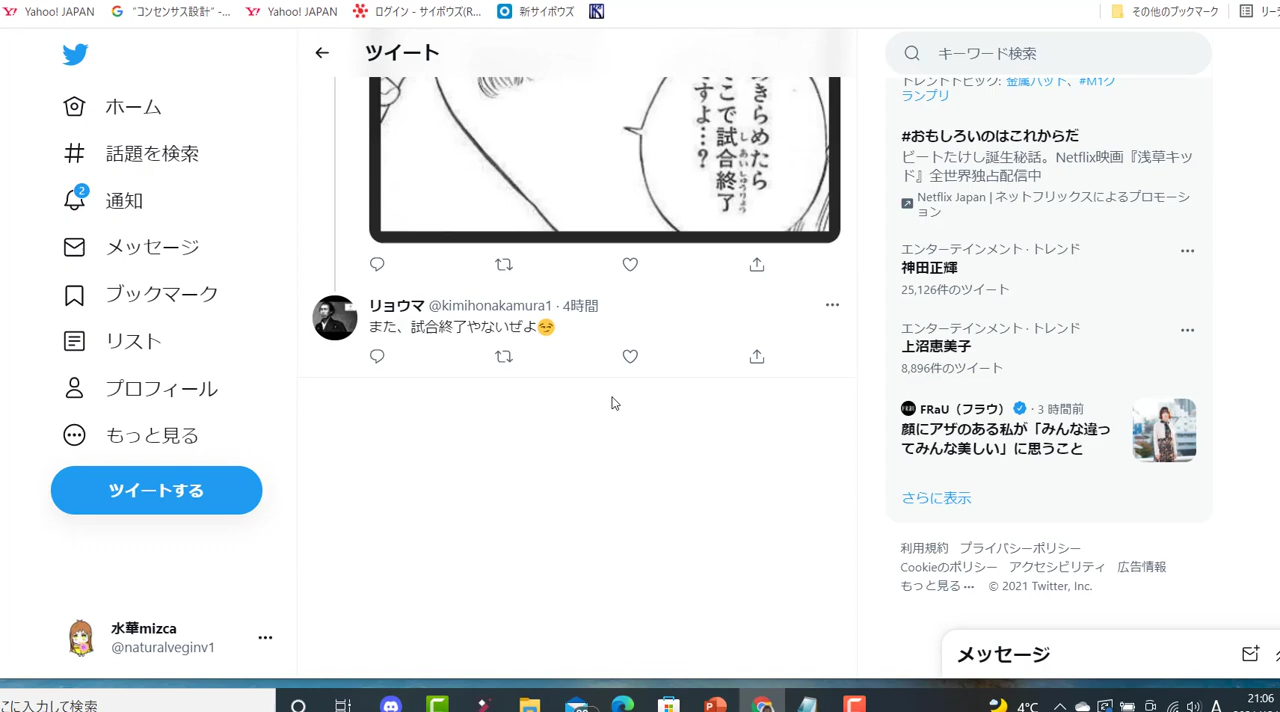 Yahoo! JAPAN
"コンセンサス設計" -...
Yahoo! JAPAN
ログイン - サイボウズ(R...
新サイボウズ
その他のブックマーク
ツイート
キーワード検索
ホーム
話題を検索
2
通知
メッセージ
ブックマーク
リスト
プロフィール
もっと見る
ツイートする
水華mizca
@naturalveginv1
きらめたら
こで試合終了
しあいしゅうりょう
すよ…?
リョウマ @kimihonakamura1 · 4時間
また、試合終了やないぜよ😏
トレンドトピック: 金属バット、#M1グ
ランプリ
#おもしろいのはこれからだ
ビートたけし誕生秘話。Netflix映画『浅草キッ
ド』全世界独占配信中
Netflix Japan | ネットフリックスによるプロモーシ
ョン
エンターテインメント · トレンド
神田正輝
25,126件のツイート
エンターテインメント · トレンド
上沼恵美子
8,896件のツイート
FRaU（フラウ） · 3 時間前
顔にアザのある私が「みんな違っ
てみんな美しい」に思うこと
さらに表示
利用規約 プライバシーポリシー
Cookieのポリシー アクセシビリティ 広告情報
もっと見る ··· © 2021 Twitter, Inc.
メッセージ
こに入力して検索
4°C
A
21:06